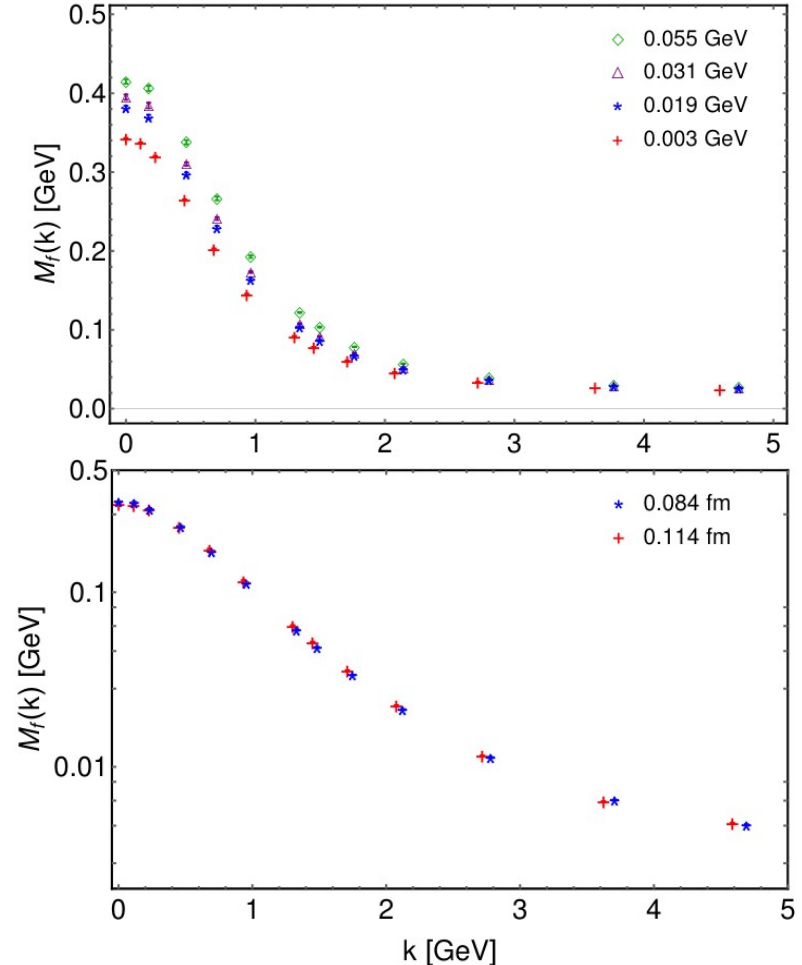 0.5
0.4
0.3
0.2
0.1
0.0
M_f(k) [GeV]
0.055 GeV
0.031 GeV
0.019 GeV
0.003 GeV
0 1 2 3 4 5
0.5
0.1
0.01
M_f(k) [GeV]
0.084 fm
0.114 fm
0 1 2 3 4 5
k [GeV]